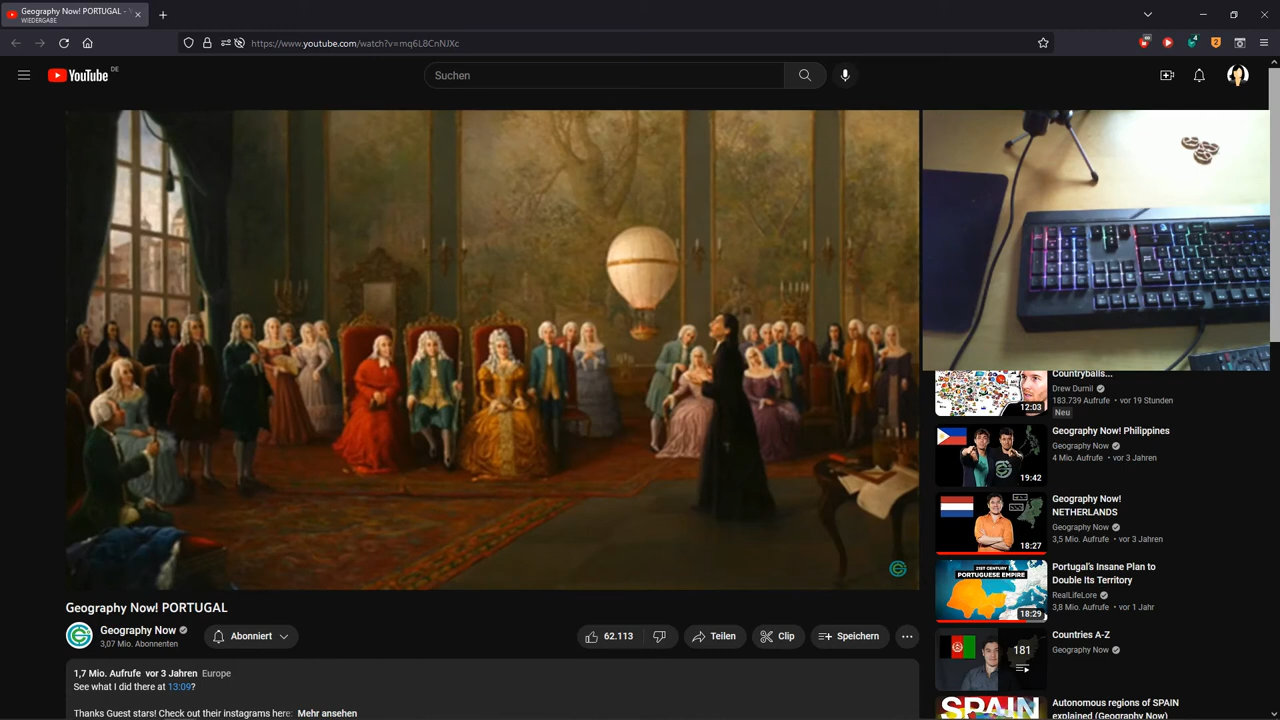 Geography Now! PORTUGAL - Y
WIEDERGABE
https://www.youtube.com/watch?v=mq6L8CnNJXc
2
YouTube DE
Suchen
Countryballs...
Drew Durnil
183.739 Aufrufe • vor 19 Stunden
Neu
12:03
Geography Now! Philippines
Geography Now
4 Mio. Aufrufe • vor 3 Jahren
19:42
Geography Now!
NETHERLANDS
Geography Now
3,5 Mio. Aufrufe • vor 3 Jahren
18:27
21ST CENTURY
PORTUGUESE EMPIRE
Portugal's Insane Plan to
Double Its Territory
RealLifeLore
3,8 Mio. Aufrufe • vor 1 Jahr
18:29
Countries A-Z
Geography Now
181
SPAIN
Autonomous regions of SPAIN
explained (Geography Now)
Geography Now! PORTUGAL
Geography Now
3,07 Mio. Abonnenten
Abonniert
62.113
Teilen
Clip
Speichern
1,7 Mio. Aufrufe vor 3 Jahren Europe
See what I did there at 13:09?
Thanks Guest stars! Check out their instagrams here: Mehr ansehen